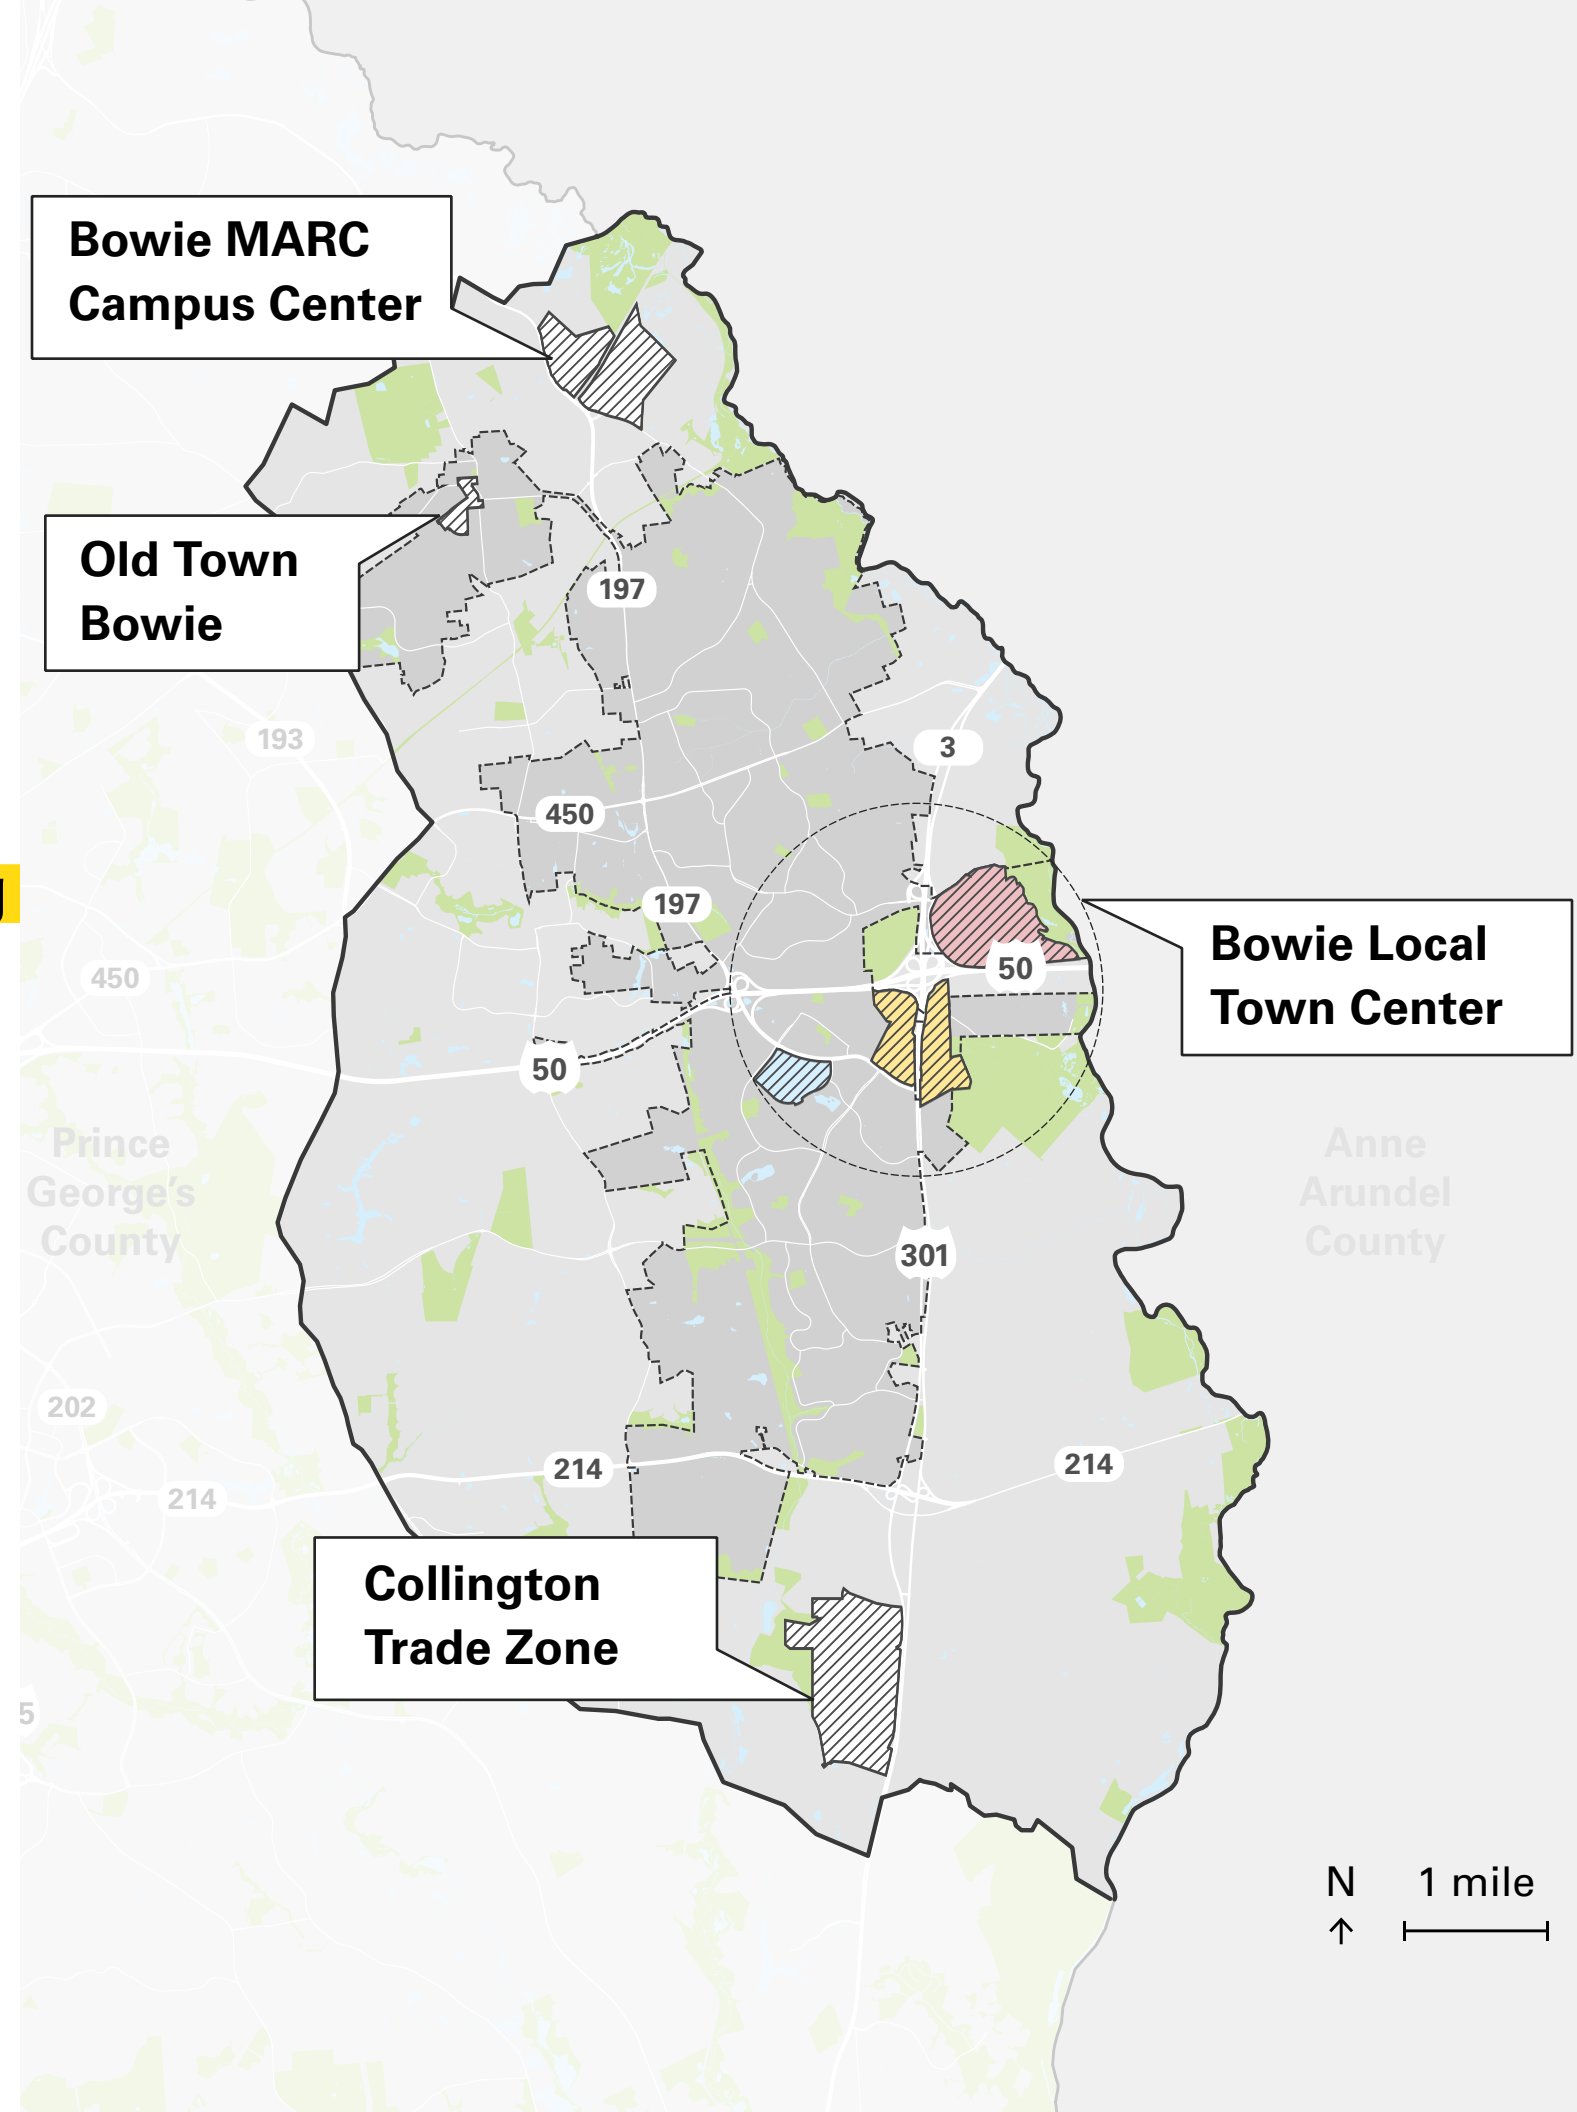 Bowie MARC
Campus Center
Old Town
Bowie
197
193
3
450
197
Bowie Local
Town Center
50
450
50
Prince
George's
County
Anne
Arundel
County
301
202
214
214
214
Collington
Trade Zone
5
N
1 mile